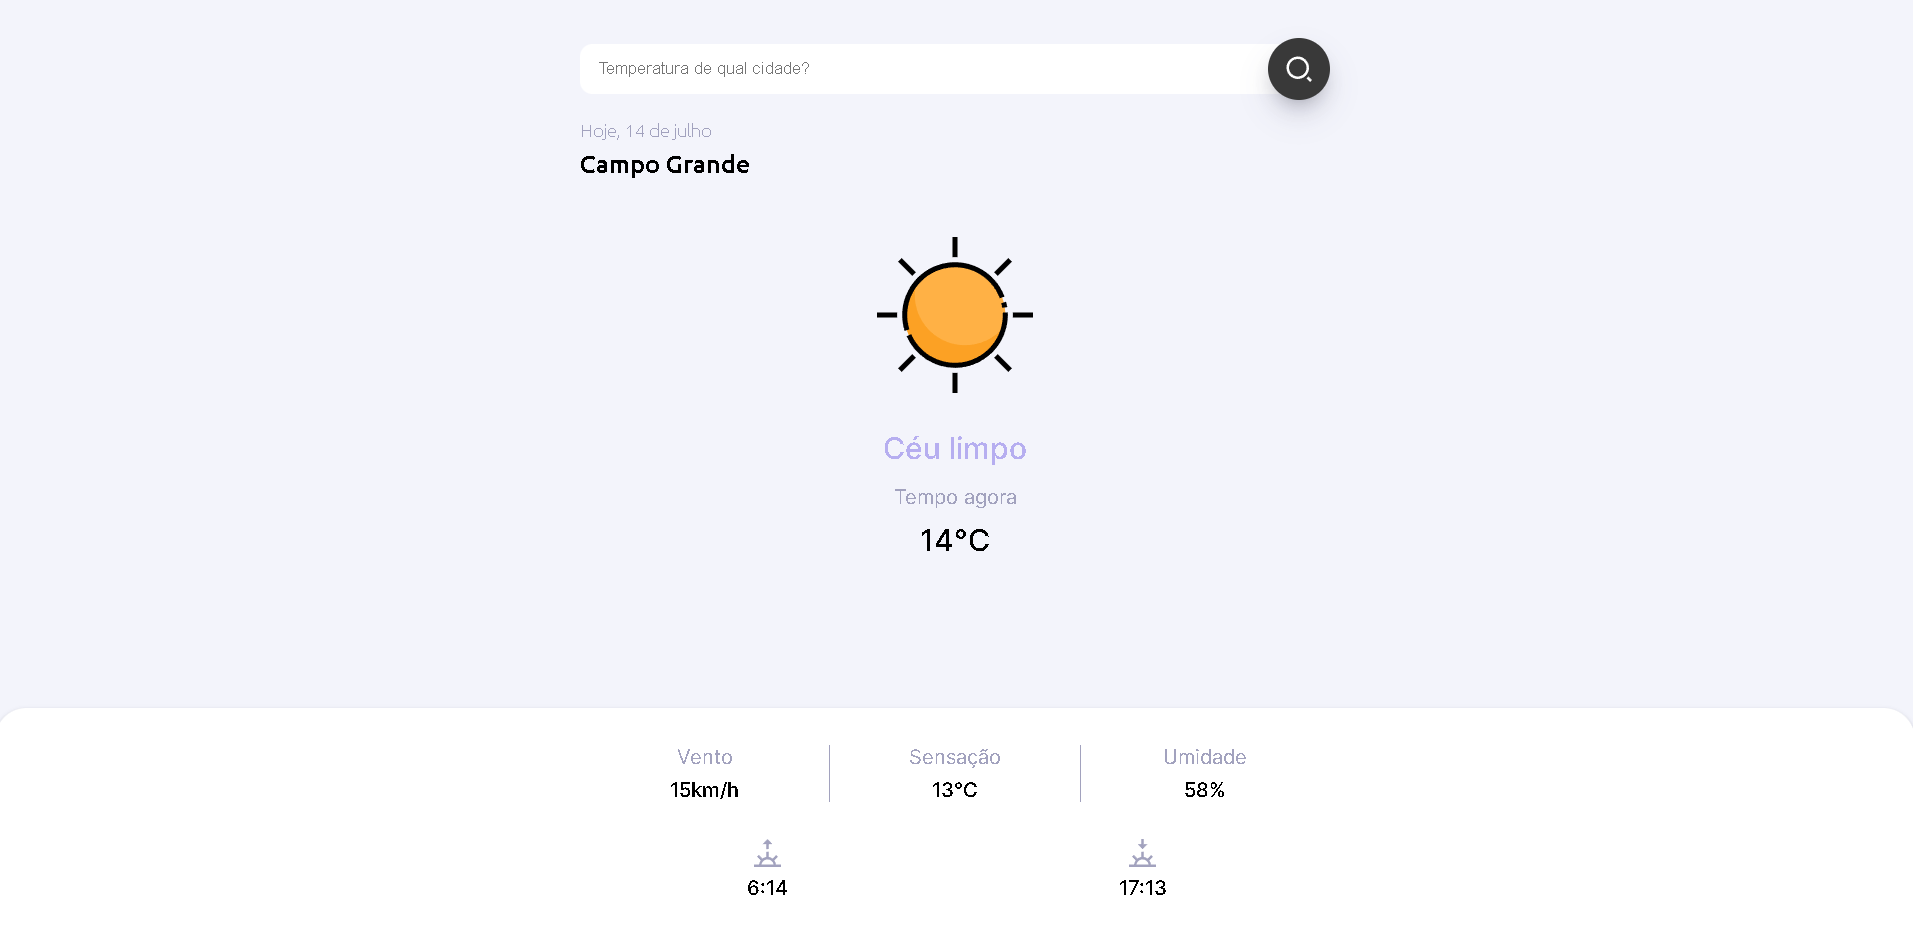 Temperatura de qual cidade?
Hoje, 14 de julho
Campo Grande
Céu limpo
Tempo agora
14°C
Vento
15km/h
Sensação
13°C
Umidade
58%
6:14
17:13